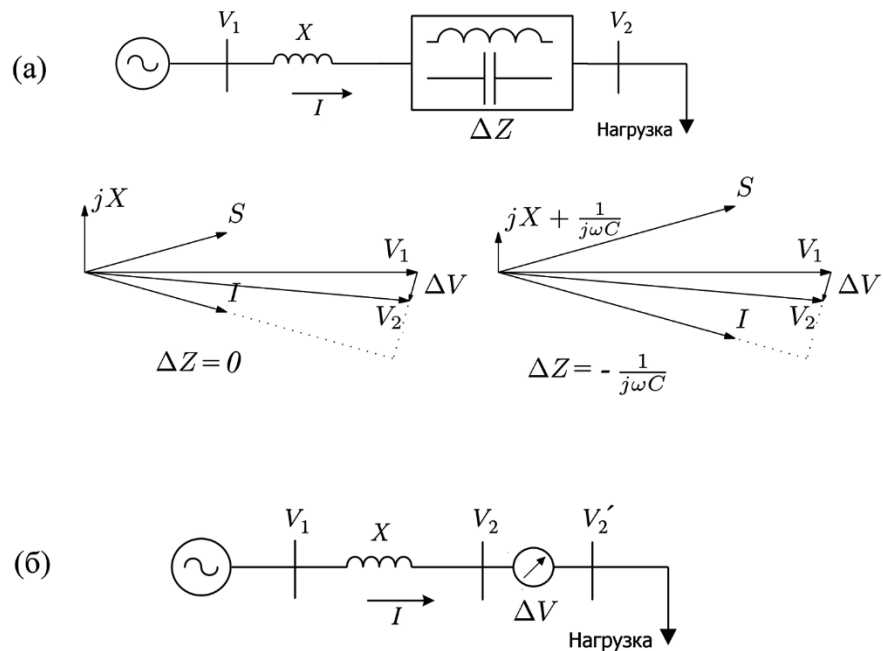 V₁
X
V₂
(а)
I
ΔZ
Нагрузка
jX
S
V₁
I
ΔV
V₂
ΔZ = 0
S
jX + 1/(jωC)
V₁
ΔV
I
V₂
ΔZ = - 1/(jωC)
V₁
X
V₂
V₂´
(б)
I
ΔV
Нагрузка